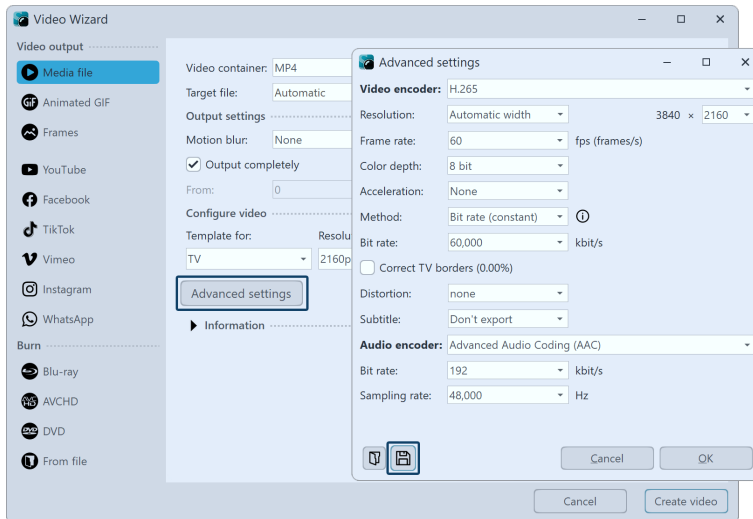 Video Wizard
Video output
Media file
GIF Animated GIF
Frames
YouTube
Facebook
TikTok
Vimeo
Instagram
WhatsApp
Burn
Blu-ray
AVCHD
DVD
From file
Video container: MP4
Target file: Automatic
Output settings
Motion blur: None
Output completely
From: 0
Configure video
Template for:
TV 2160p
Advanced settings
Information
Advanced settings
Video encoder: H.265
Resolution: Automatic width 3840 × 2160
Frame rate: 60 fps (frames/s)
Color depth: 8 bit
Acceleration: None
Method: Bit rate (constant)
Bit rate: 60,000 kbit/s
Correct TV borders (0.00%)
Distortion: none
Subtitle: Don't export
Audio encoder: Advanced Audio Coding (AAC)
Bit rate: 192 kbit/s
Sampling rate: 48,000 Hz
Cancel OK
Cancel Create video